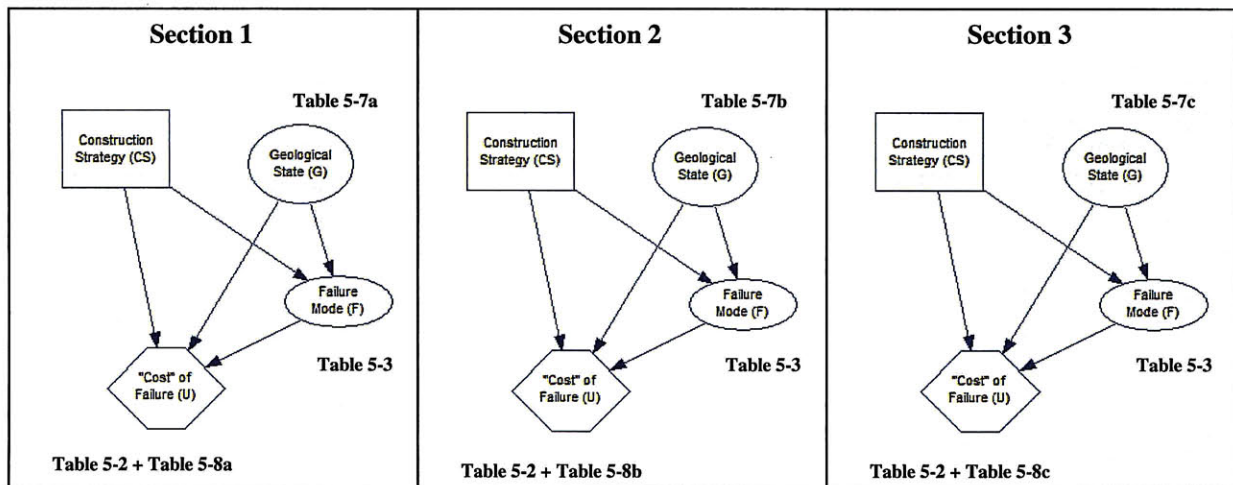 Section 1
Table 5-7a
Construction
Strategy (CS)
Geological
State (G)
Failure
Mode (F)
Table 5-3
"Cost" of
Failure (U)
Table 5-2 + Table 5-8a
Section 2
Table 5-7b
Construction
Strategy (CS)
Geological
State (G)
Failure
Mode (F)
Table 5-3
"Cost" of
Failure (U)
Table 5-2 + Table 5-8b
Section 3
Table 5-7c
Construction
Strategy (CS)
Geological
State (G)
Failure
Mode (F)
Table 5-3
"Cost" of
Failure (U)
Table 5-2 + Table 5-8c